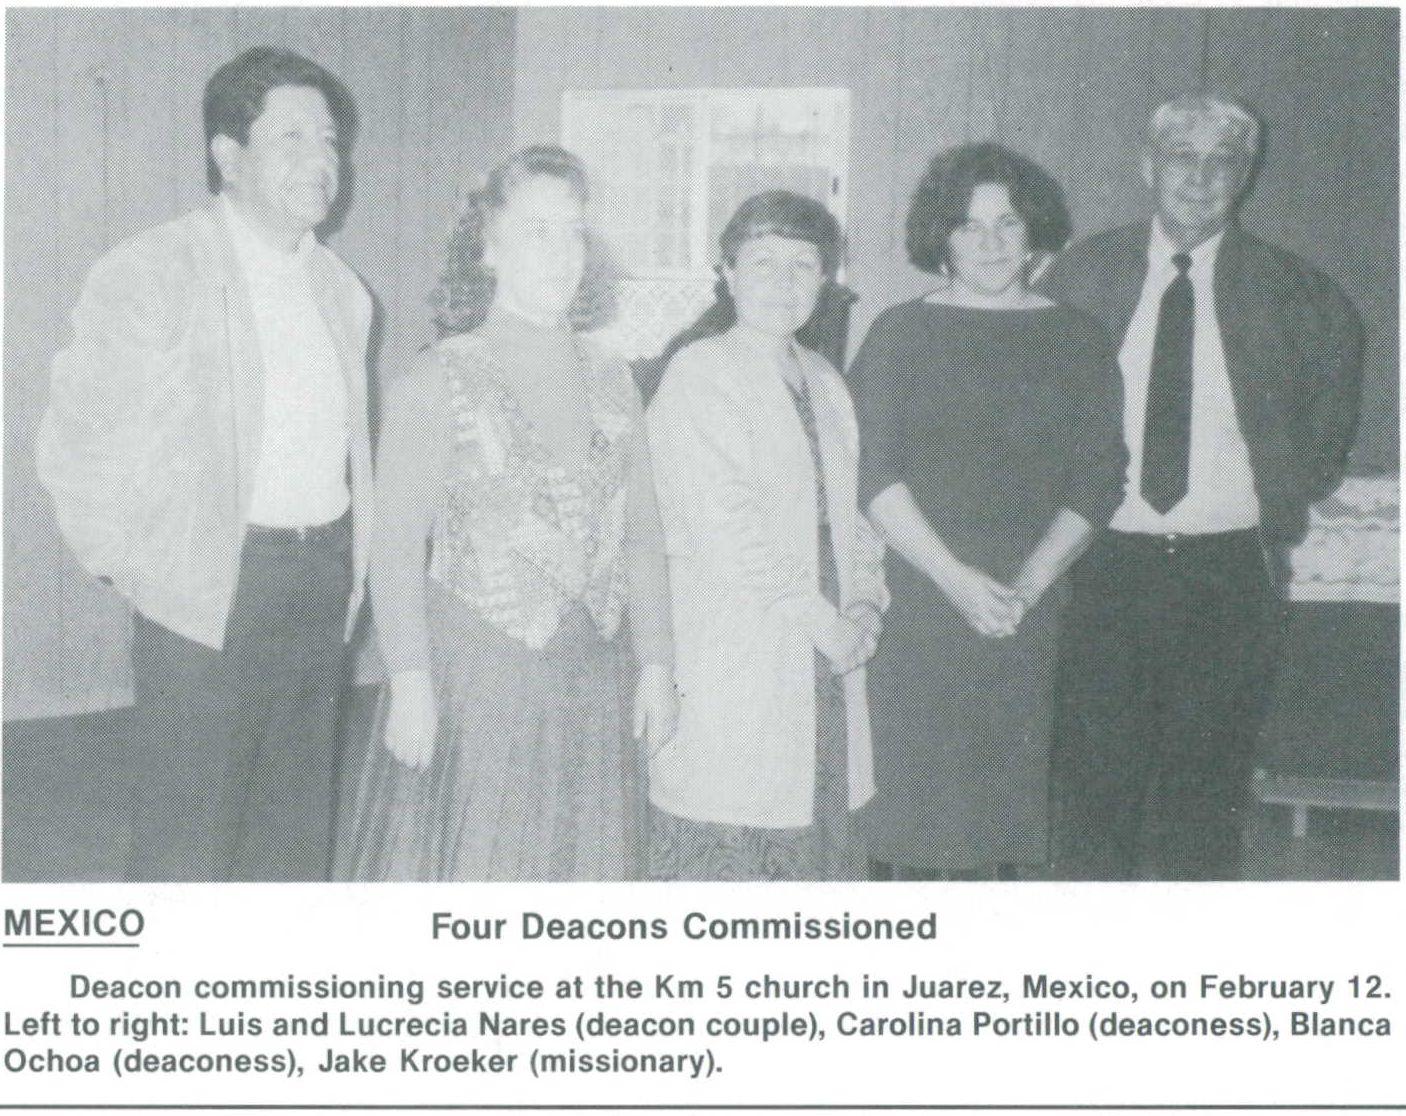 MEXICO Four Deacons Commissioned
Deacon commissioning service at the Km 5 church in Juarez, Mexico, on February 12.
Left to right: Luis and Lucrecia Nares (deacon couple), Carolina Portillo (deaconess), Blanca
Ochoa (deaconess), Jake Kroeker (missionary).